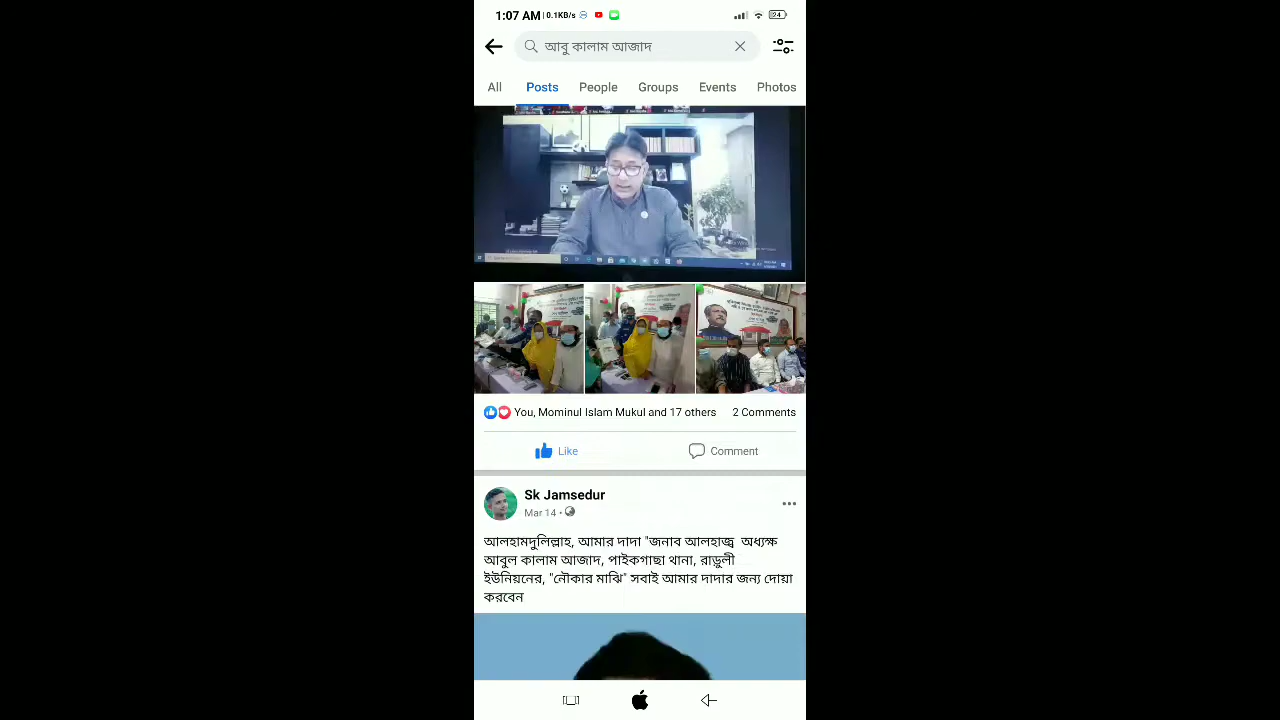 1:07 AM | 0.1KB/s
24
আবু কালাম আজাদ
All Posts People Groups Events Photos
You, Mominul Islam Mukul and 17 others 2 Comments
Like Comment
Sk Jamsedur
Mar 14 •
আলহামদুলিল্লাহ, আমার দাদা "জনাব আলহাজ্ব অধ্যক্ষ
আবুল কালাম আজাদ, পাইকগাছা থানা, রাড়ুলী
ইউনিয়নের, "নৌকার মাঝি" সবাই আমার দাদার জন্য দোয়া
করবেন